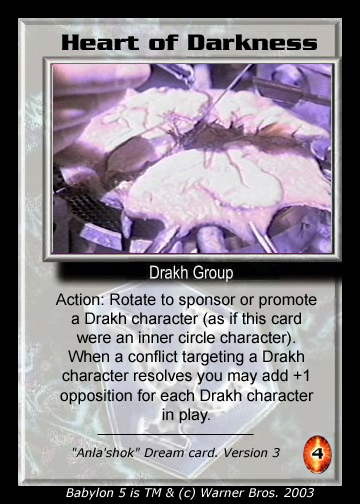 Heart of Darkness
Drakh Group
Action: Rotate to sponsor or promote
a Drakh character (as if this card
were an inner circle character).
When a conflict targeting a Drakh
character resolves you may add +1
opposition for each Drakh character
in play.
"Anla'shok" Dream card. Version 3
4
Babylon 5 is TM & (c) Warner Bros. 2003